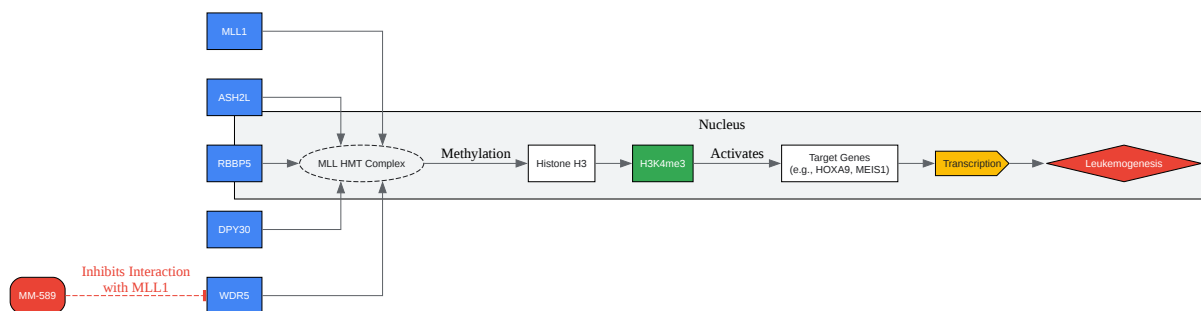 MLL1
ASH2L
Nucleus
RBBP5
MLL HMT Complex
Methylation
Histone H3
H3K4me3
Activates
Target Genes
(e.g., HOXA9, MEIS1)
Transcription
Leukemogenesis
DPY30
Inhibits Interaction
with MLL1
MM-589
WDR5